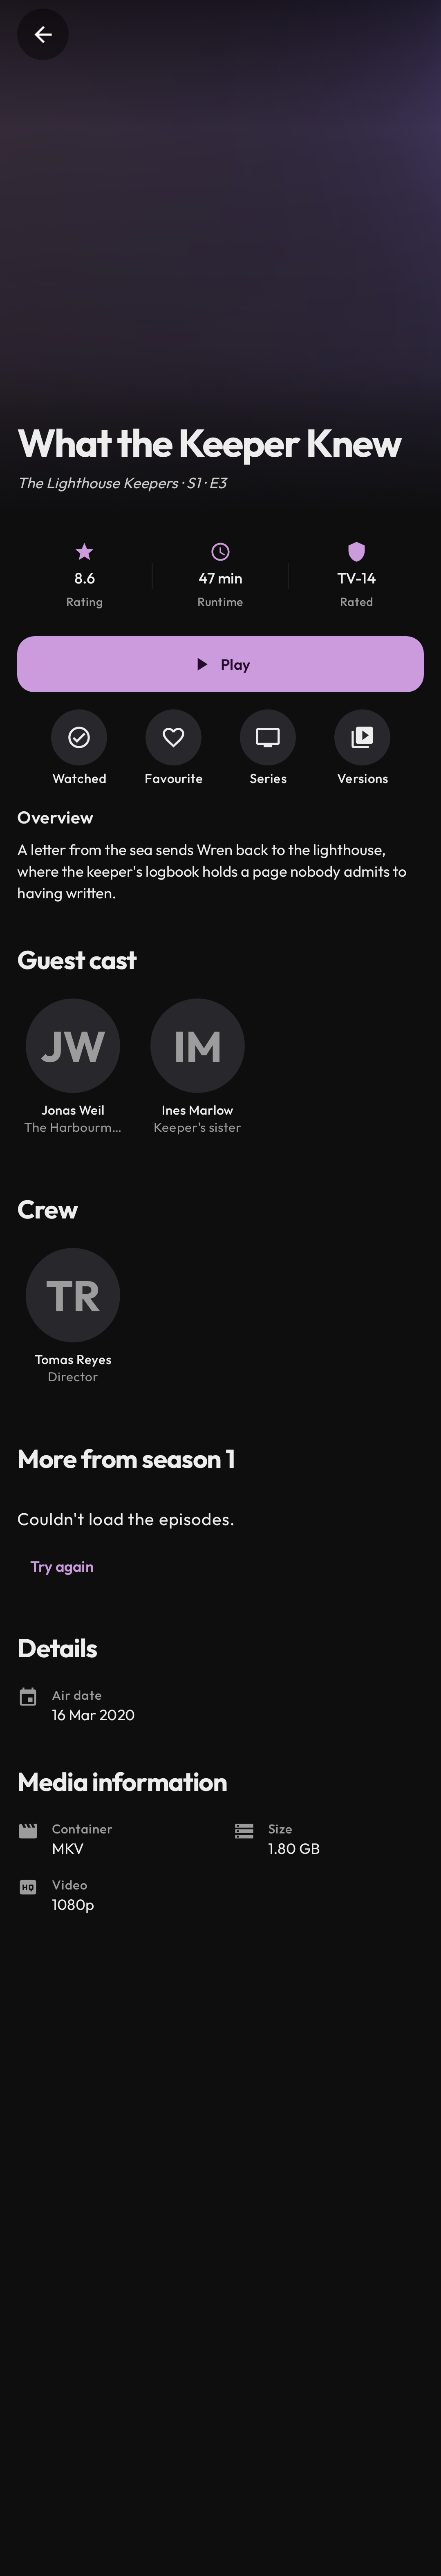 What the Keeper Knew
The Lighthouse Keepers · S1 · E3
8.6
47 min
TV-14
Rating
Runtime
Rated
Play
Watched
Favourite
Series
Versions
Overview
A letter from the sea sends Wren back to the lighthouse,
where the keeper's logbook holds a page nobody admits to
having written.
Guest cast
JW
IM
Jonas Weil
Ines Marlow
The Harbourm...
Keeper's sister
Crew
TR
Tomas Reyes
Director
More from season 1
Couldn't load the episodes.
Try again
Details
Air date
16 Mar 2020
Media information
Container
Size
MKV
1.80 GB
HQ
Video
1080p